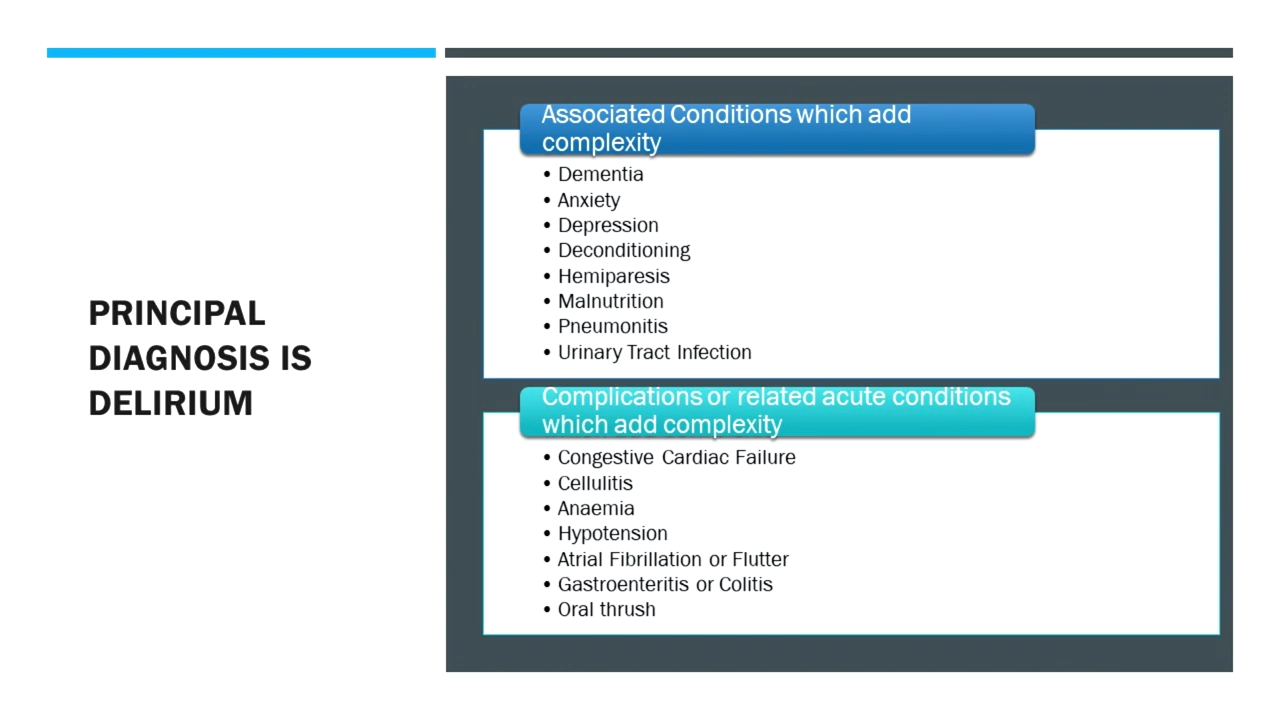 PRINCIPAL
DIAGNOSIS IS
DELIRIUM
Associated Conditions which add
complexity
• Dementia
• Anxiety
• Depression
• Deconditioning
• Hemiparesis
• Malnutrition
• Pneumonitis
• Urinary Tract Infection
Complications or related acute conditions
which add complexity
• Congestive Cardiac Failure
• Cellulitis
• Anaemia
• Hypotension
• Atrial Fibrillation or Flutter
• Gastroenteritis or Colitis
• Oral thrush